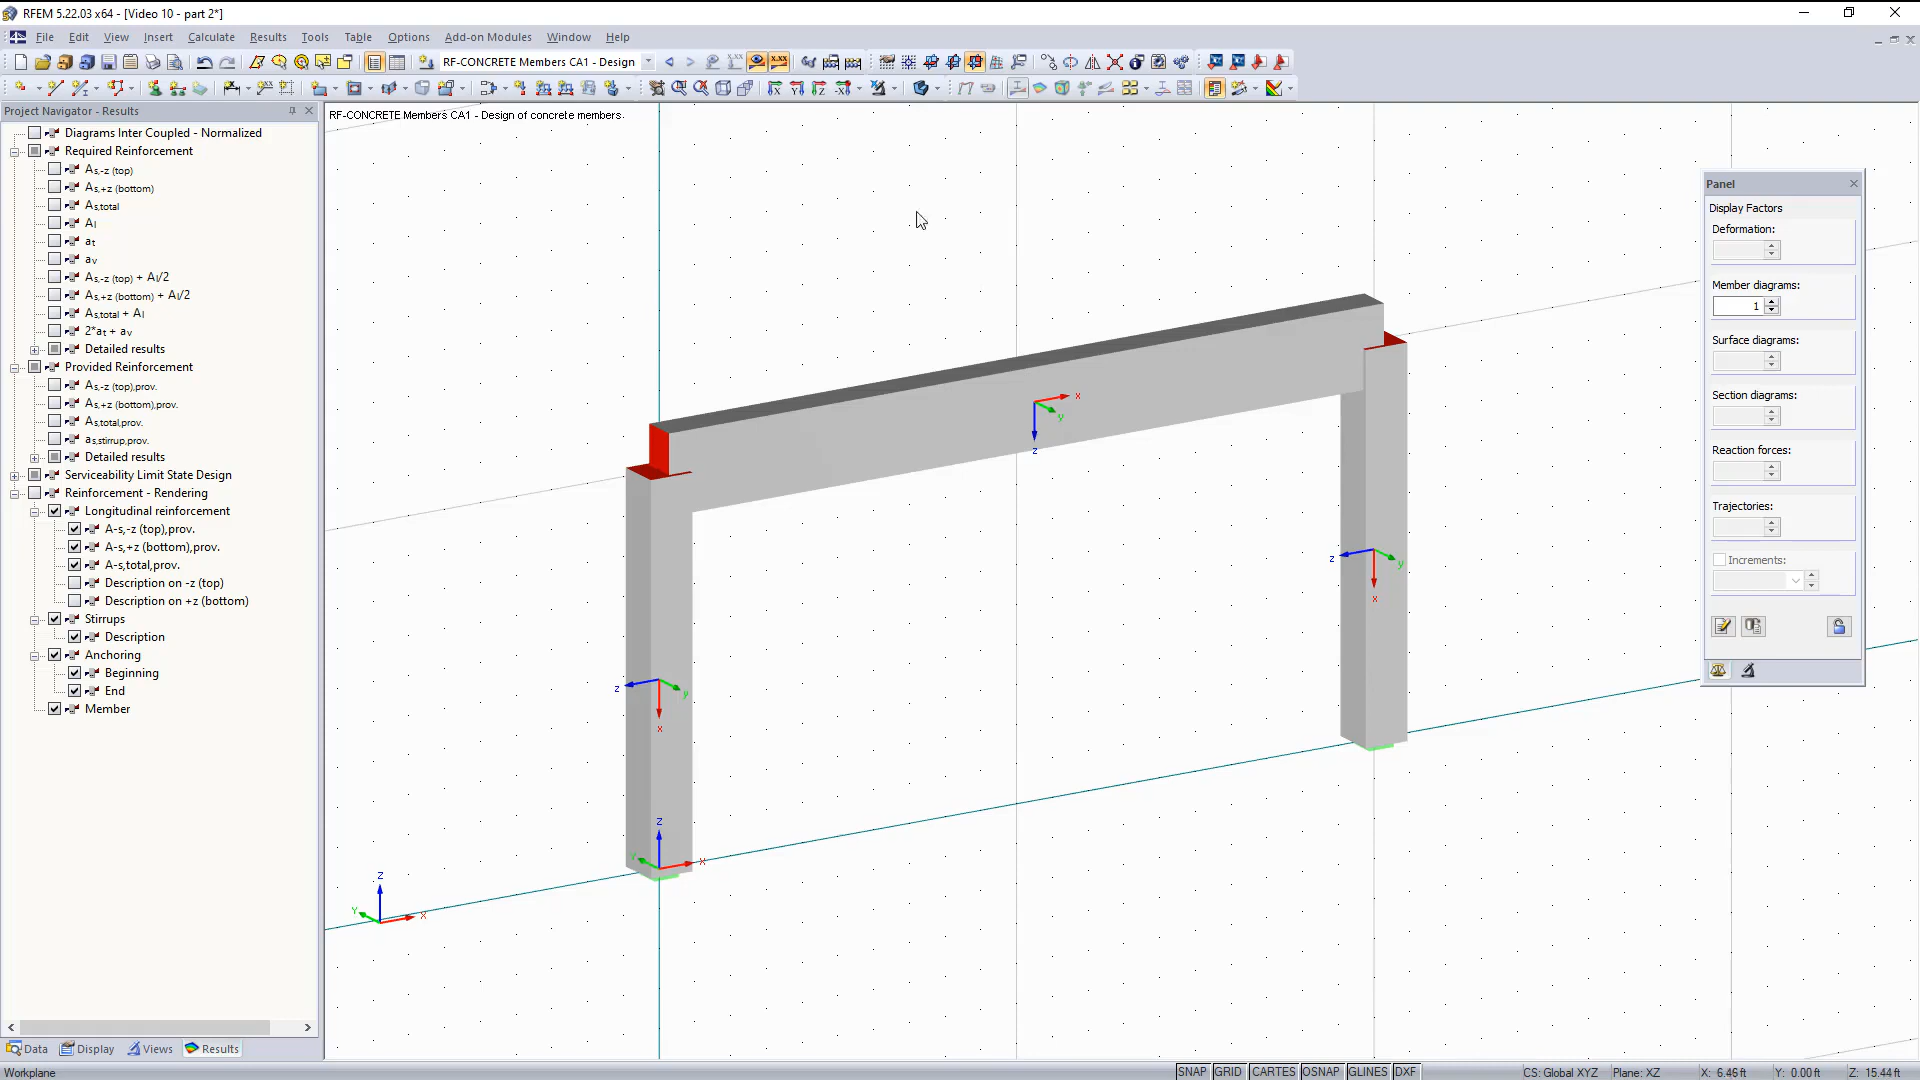 RFEM 5.22.03 x64 - [Video 10 - part 2*]
File Edit View Insert Calculate Results Tools Table Options Add-on Modules Window Help
RF-CONCRETE Members CA1 - Design
Project Navigator - Results
RF-CONCRETE Members CA1 - Design of concrete members
Diagrams Inter Coupled - Normalized
Required Reinforcement
As,-z (top)
As,+z (bottom)
As,total
Al
at
av
As,-z (top) + Al/2
As,+z (bottom) + Al/2
As,total + Al
2*at + av
Detailed results
Provided Reinforcement
As,-z (top),prov.
As,+z (bottom),prov.
As,total,prov.
as,stirrup,prov.
Detailed results
Serviceability Limit State Design
Reinforcement - Rendering
Longitudinal reinforcement
A-s,-z (top),prov.
A-s,+z (bottom),prov.
A-s,total,prov.
Description on -z (top)
Description on +z (bottom)
Stirrups
Description
Anchoring
Beginning
End
Member
x
y
z
z
y
x
z
y
x
Z
Y
X
Z
Y
X
Panel
Display Factors
Deformation:
Member diagrams:
1
Surface diagrams:
Section diagrams:
Reaction forces:
Trajectories:
Increments:
Data Display Views Results
Workplane
SNAP GRID CARTES OSNAP GLINES DXF
CS: Global XYZ Plane: XZ X: 6.46 ft Y: 0.00 ft Z: 15.44 ft